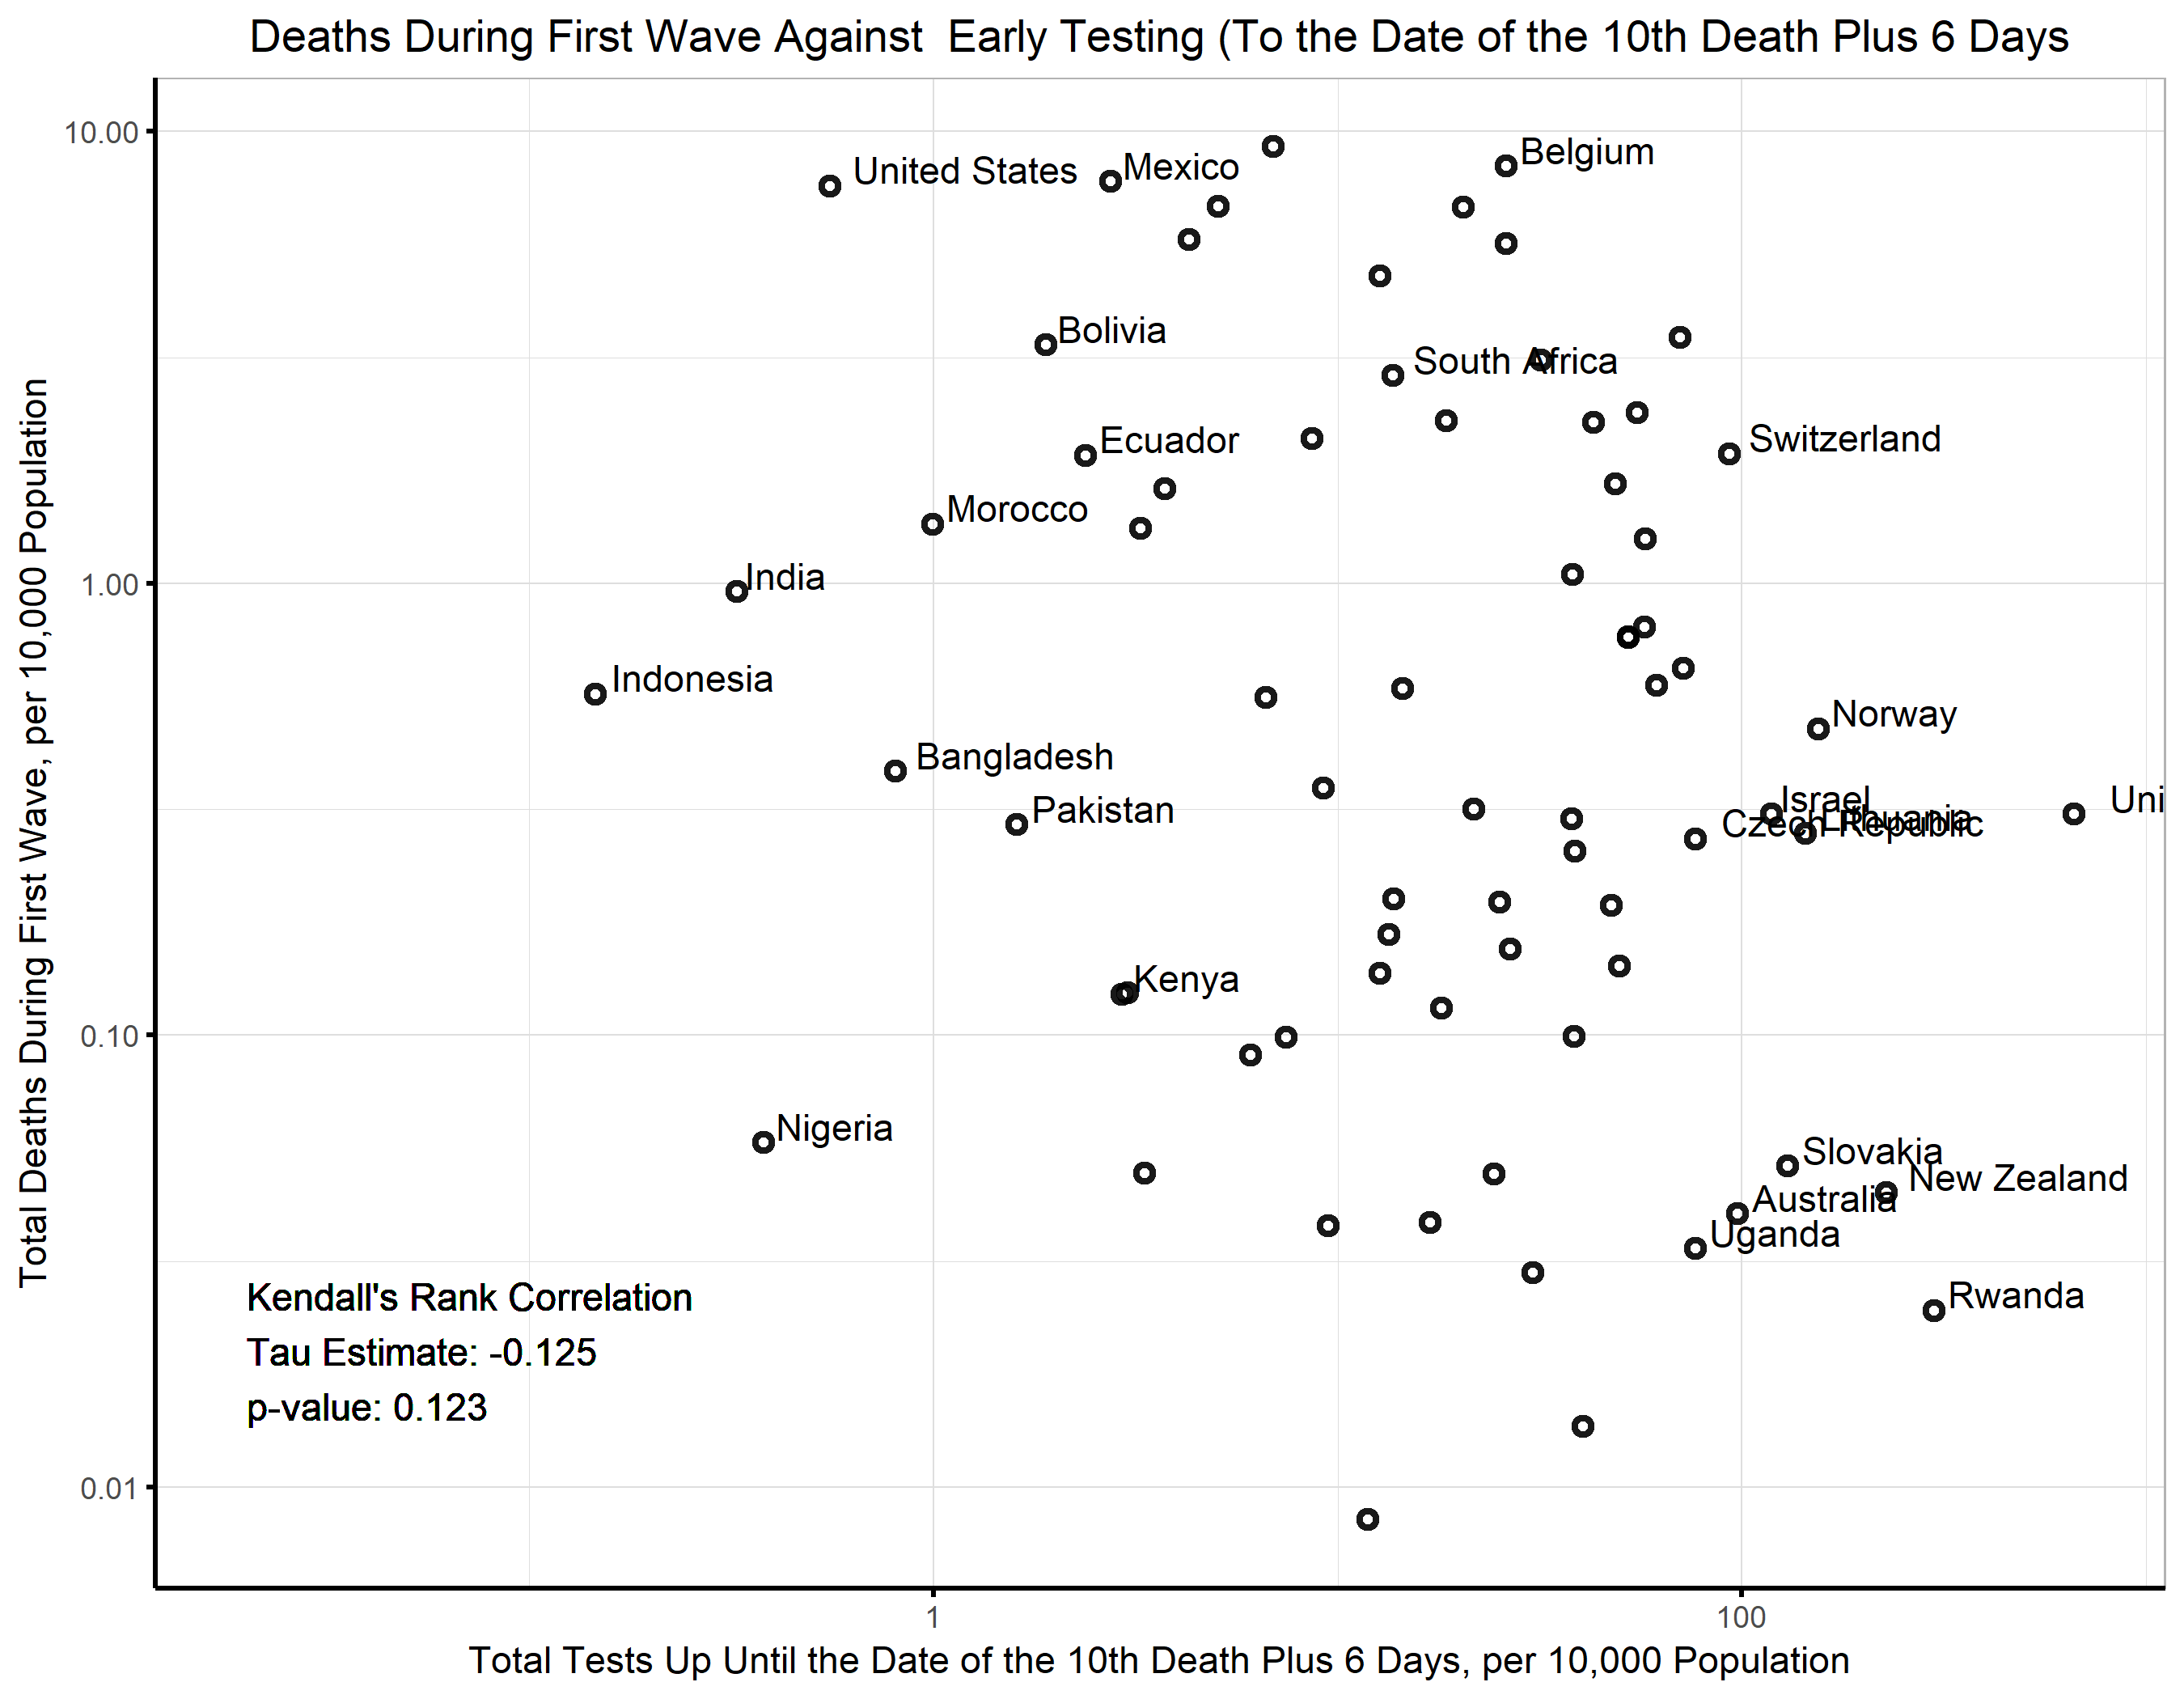 Deaths During First Wave Against  Early Testing (To the Date of the 10th Death Plus 6 Days
Total Deaths During First Wave, per 10,000 Population
10.00
1.00
0.10
0.01
United States
Mexico
Belgium
Bolivia
South Africa
Ecuador
Switzerland
Morocco
India
Indonesia
Norway
Bangladesh
Pakistan
Israel
Uni
Czech Republic
Lithuania
Kenya
Nigeria
Slovakia
New Zealand
Australia
Uganda
Rwanda
Kendall's Rank Correlation
Tau Estimate: -0.125
p-value: 0.123
1
100
Total Tests Up Until the Date of the 10th Death Plus 6 Days, per 10,000 Population